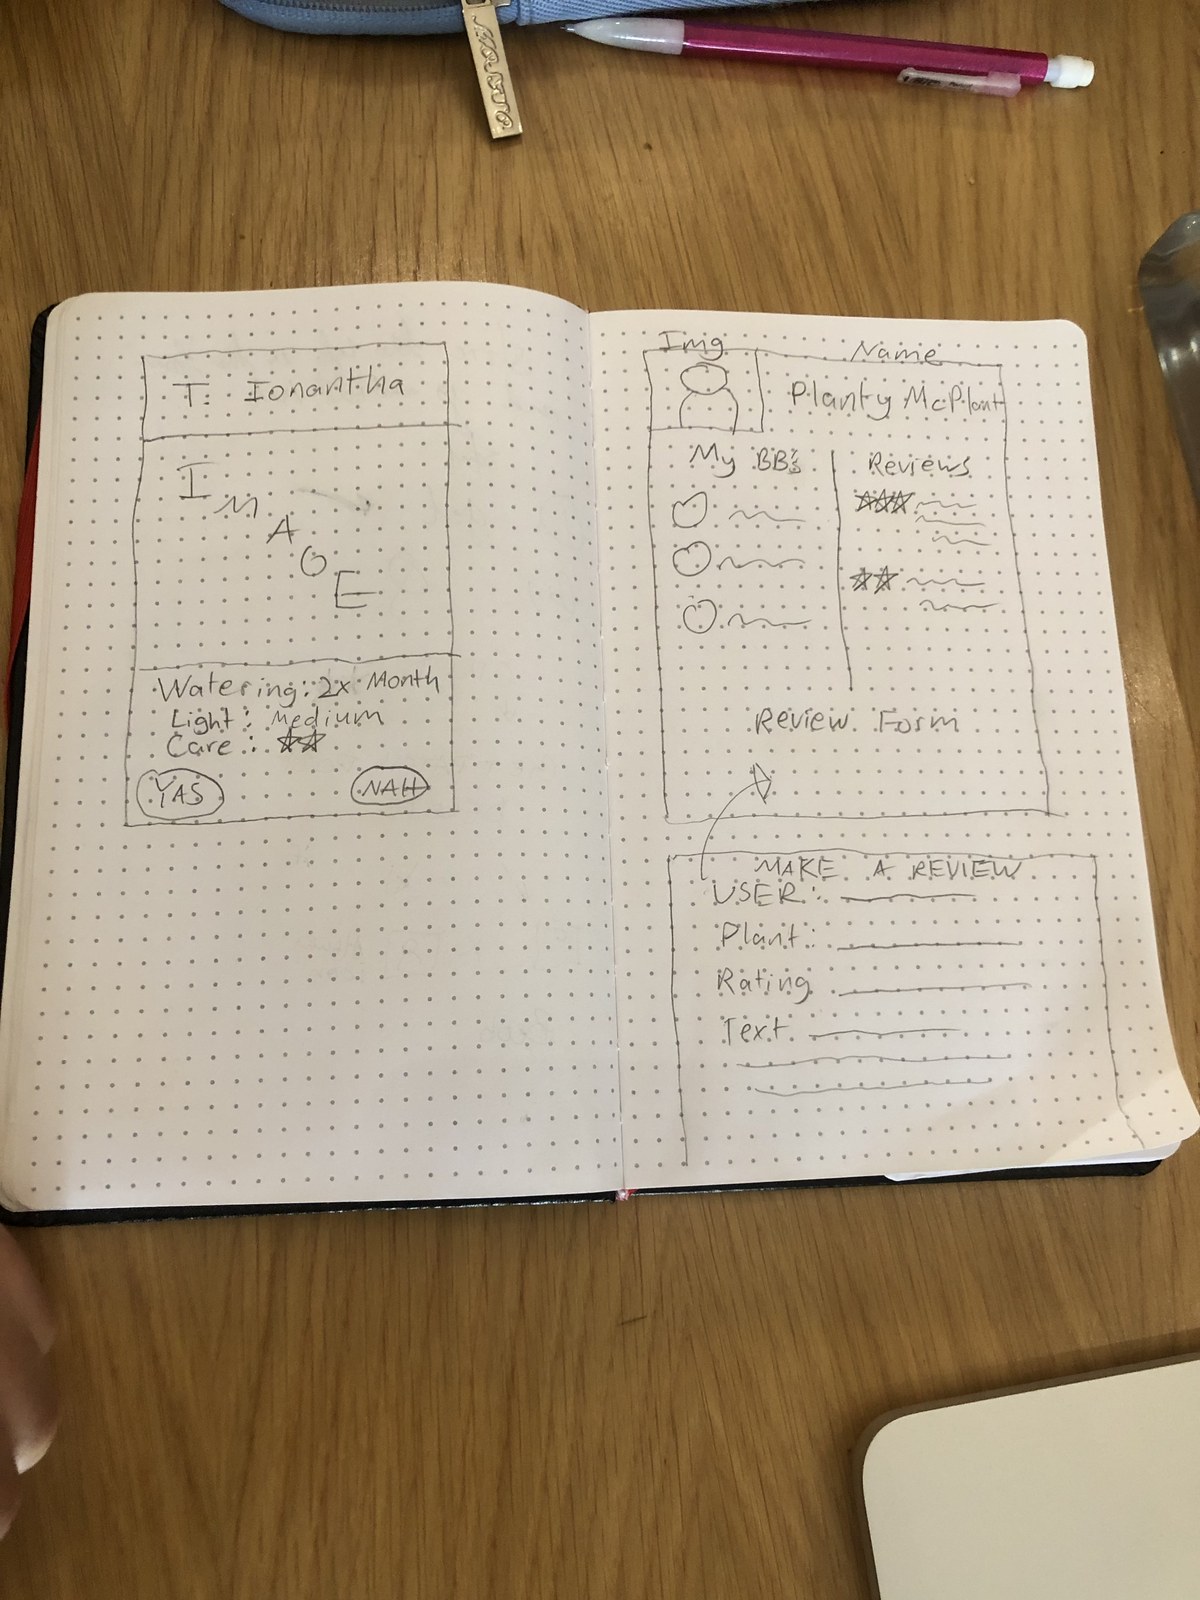 T. Ionantha
IMAGE
Watering: 2x Month
Light: Medium
Care:
YAS
NAH
Img
Name
Planty McPlant
My BB's
Reviews
Review Form
MAKE A REVIEW
USER:
Plant:
Rating
Text